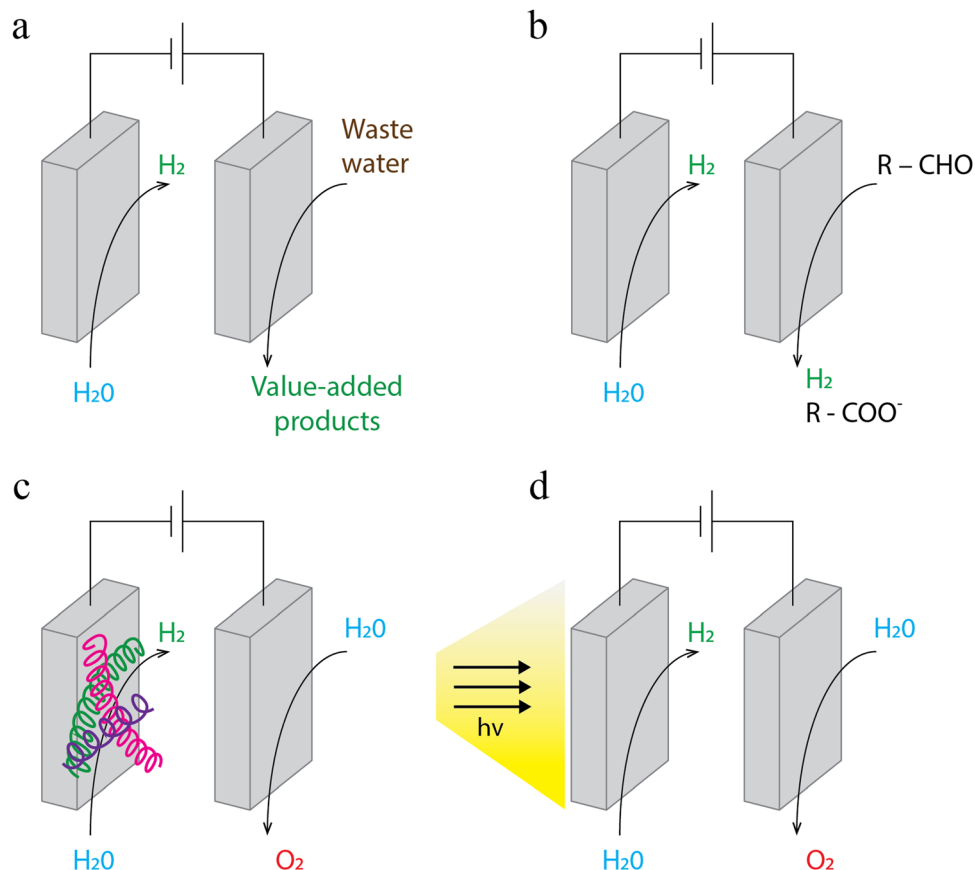 a
H₂
Waste
water
H₂0
Value-added
products
b
H₂
R – CHO
H₂0
H₂
R - COO⁻
c
H₂
H₂0
H₂0
O₂
d
hν
H₂
H₂0
H₂0
O₂